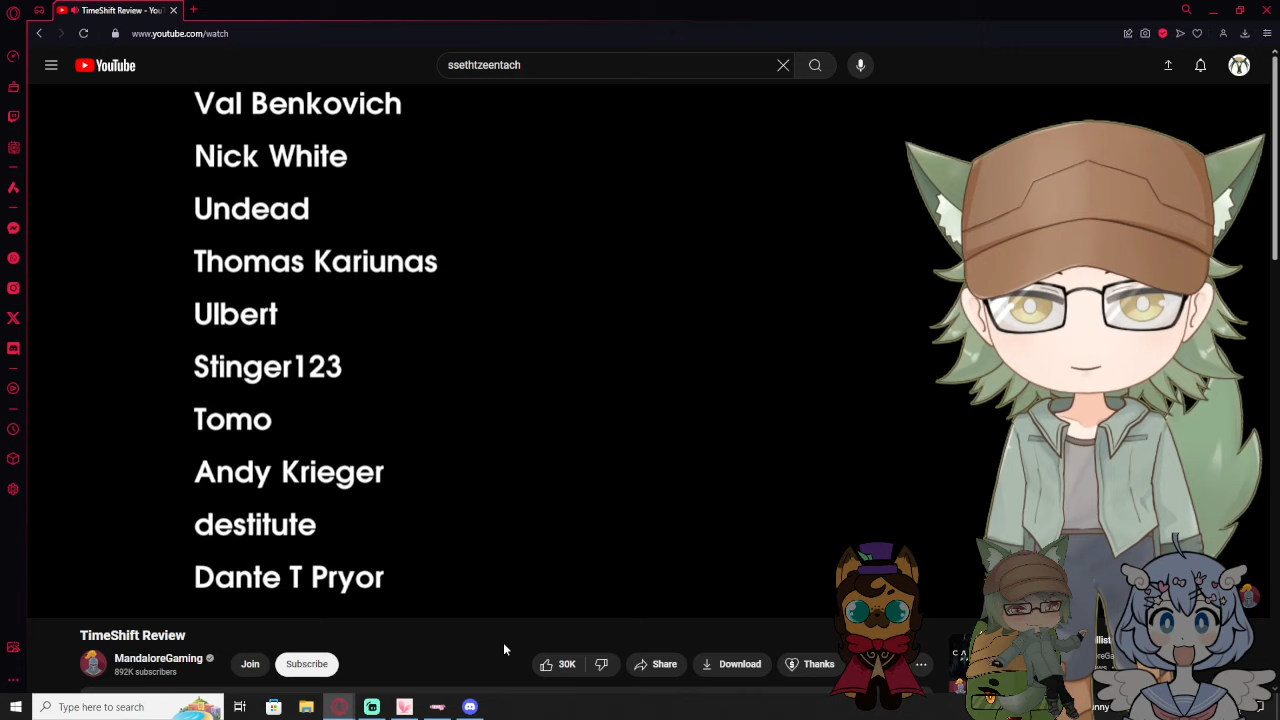 TimeShift Review - You
www.youtube.com/watch
YouTube
ssethtzeentach
Val Benkovich
Nick White
Undead
Thomas Kariunas
Ulbert
Stinger123
Tomo
Andy Krieger
destitute
Dante T Pryor
TimeShift Review
MandaloreGaming
892K subscribers
Join
Subscribe
30K
Share
Download
Thanks
Type here to search